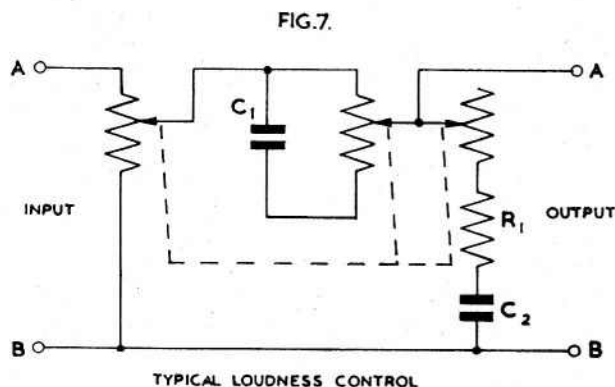 FIG.7.
A
A
C1
INPUT
R1
OUTPUT
C2
B
B
TYPICAL LOUDNESS CONTROL